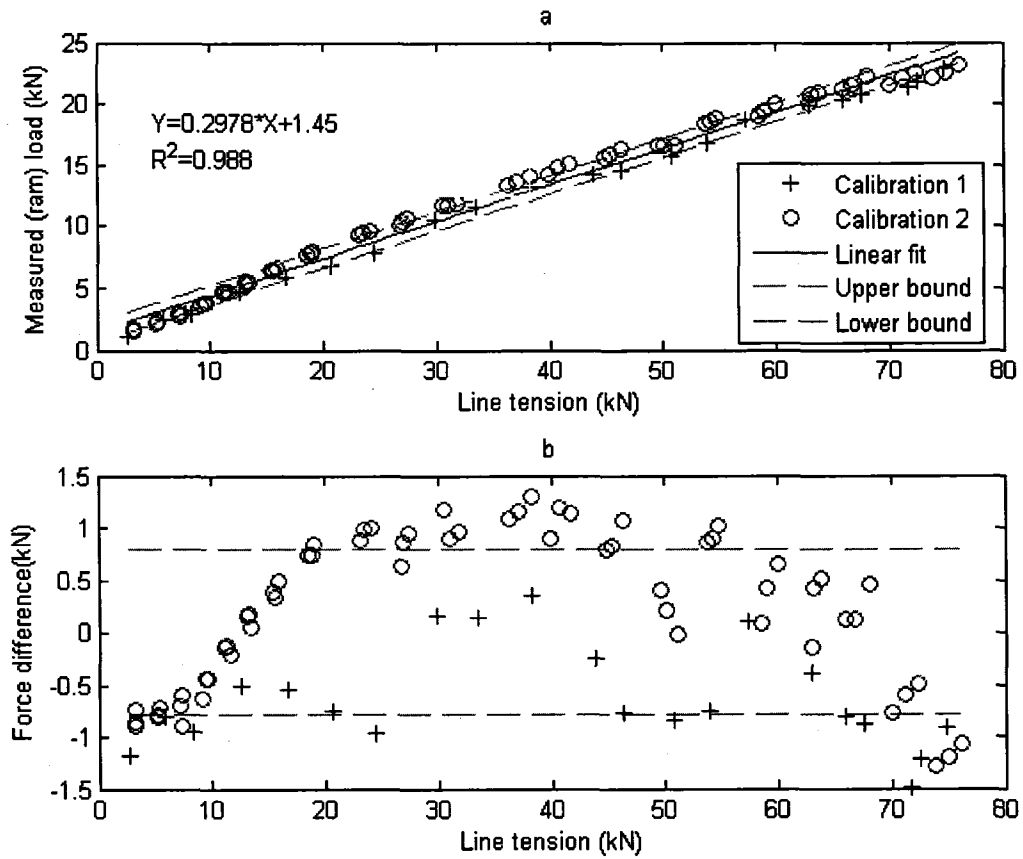 a
25
20
15
10
5
0
Measured (ram) load (kN)
Y=0.2978*X+1.45
R²=0.988
Calibration 1
Calibration 2
Linear fit
Upper bound
Lower bound
0 10 20 30 40 50 60 70 80
Line tension (kN)
b
1.5
1
0.5
0
-0.5
-1
-1.5
Force difference(kN)
0 10 20 30 40 50 60 70 80
Line tension (kN)